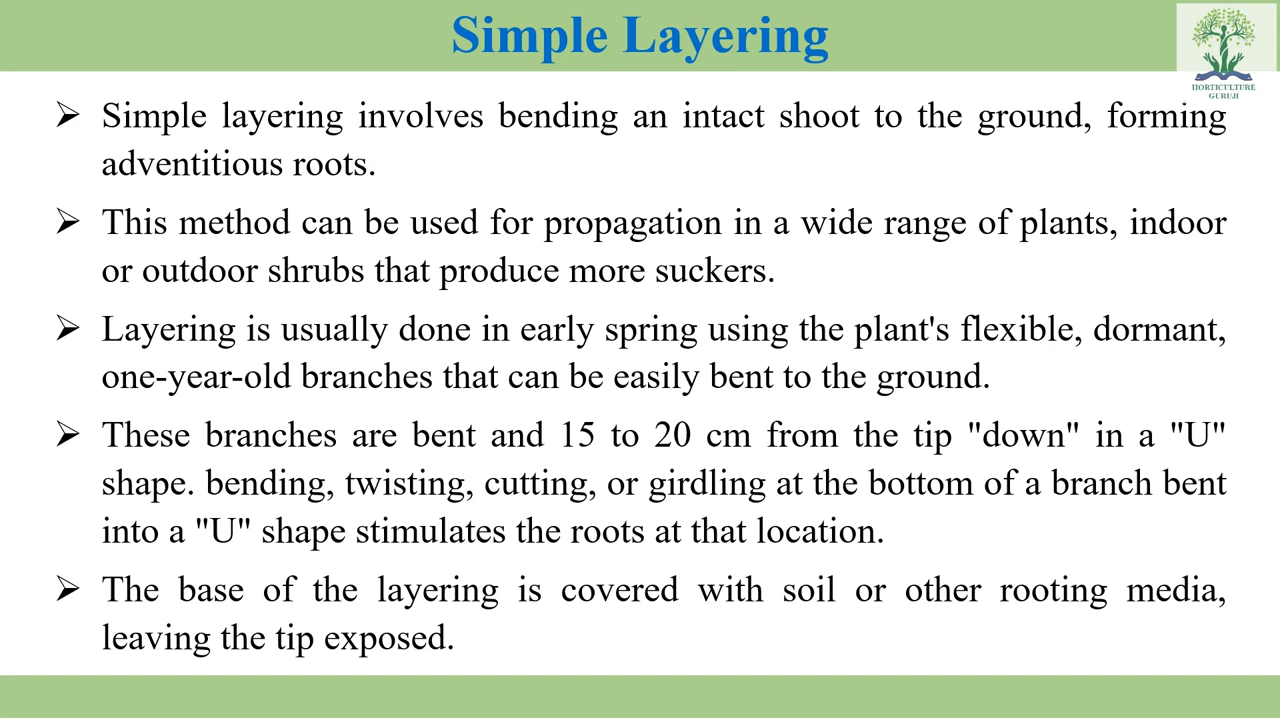 Simple Layering
HORTICULTURE
GURUJI
➢ Simple layering involves bending an intact shoot to the ground, forming
adventitious roots.
➢ This method can be used for propagation in a wide range of plants, indoor
or outdoor shrubs that produce more suckers.
➢ Layering is usually done in early spring using the plant's flexible, dormant,
one-year-old branches that can be easily bent to the ground.
➢ These branches are bent and 15 to 20 cm from the tip "down" in a "U"
shape. bending, twisting, cutting, or girdling at the bottom of a branch bent
into a "U" shape stimulates the roots at that location.
➢ The base of the layering is covered with soil or other rooting media,
leaving the tip exposed.